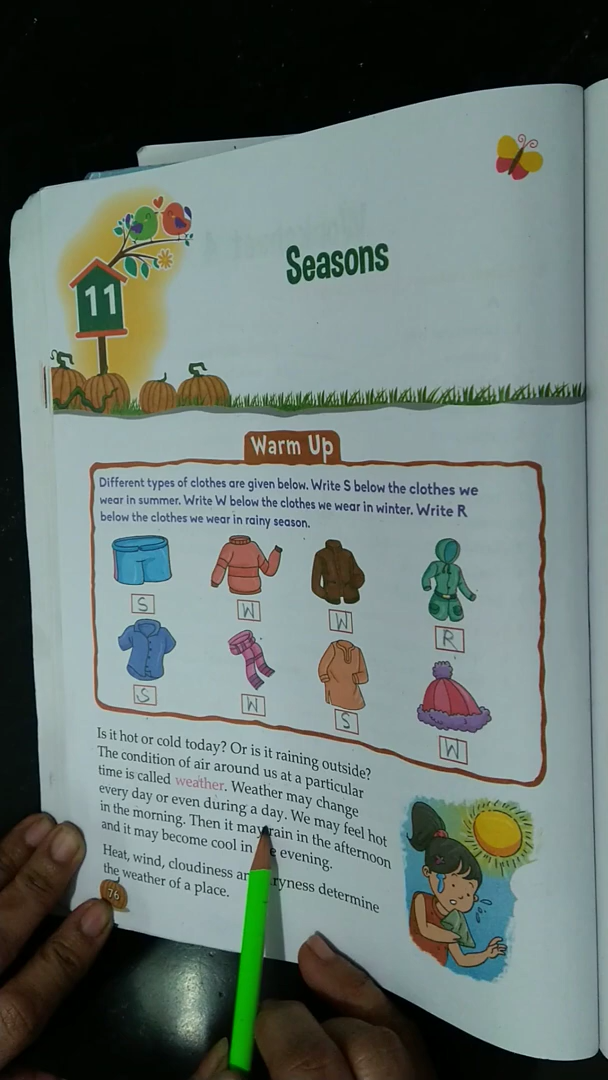 11
Seasons
Warm Up
Different types of clothes are given below. Write S below the clothes we
wear in summer. Write W below the clothes we wear in winter. Write R
below the clothes we wear in rainy season.
S W W R
S W S W
Is it hot or cold today? Or is it raining outside?
The condition of air around us at a particular
time is called weather. Weather may change
every day or even during a day. We may feel hot
in the morning. Then it may rain in the afternoon
and it may become cool in the evening.
Heat, wind, cloudiness and dryness determine
the weather of a place.
76